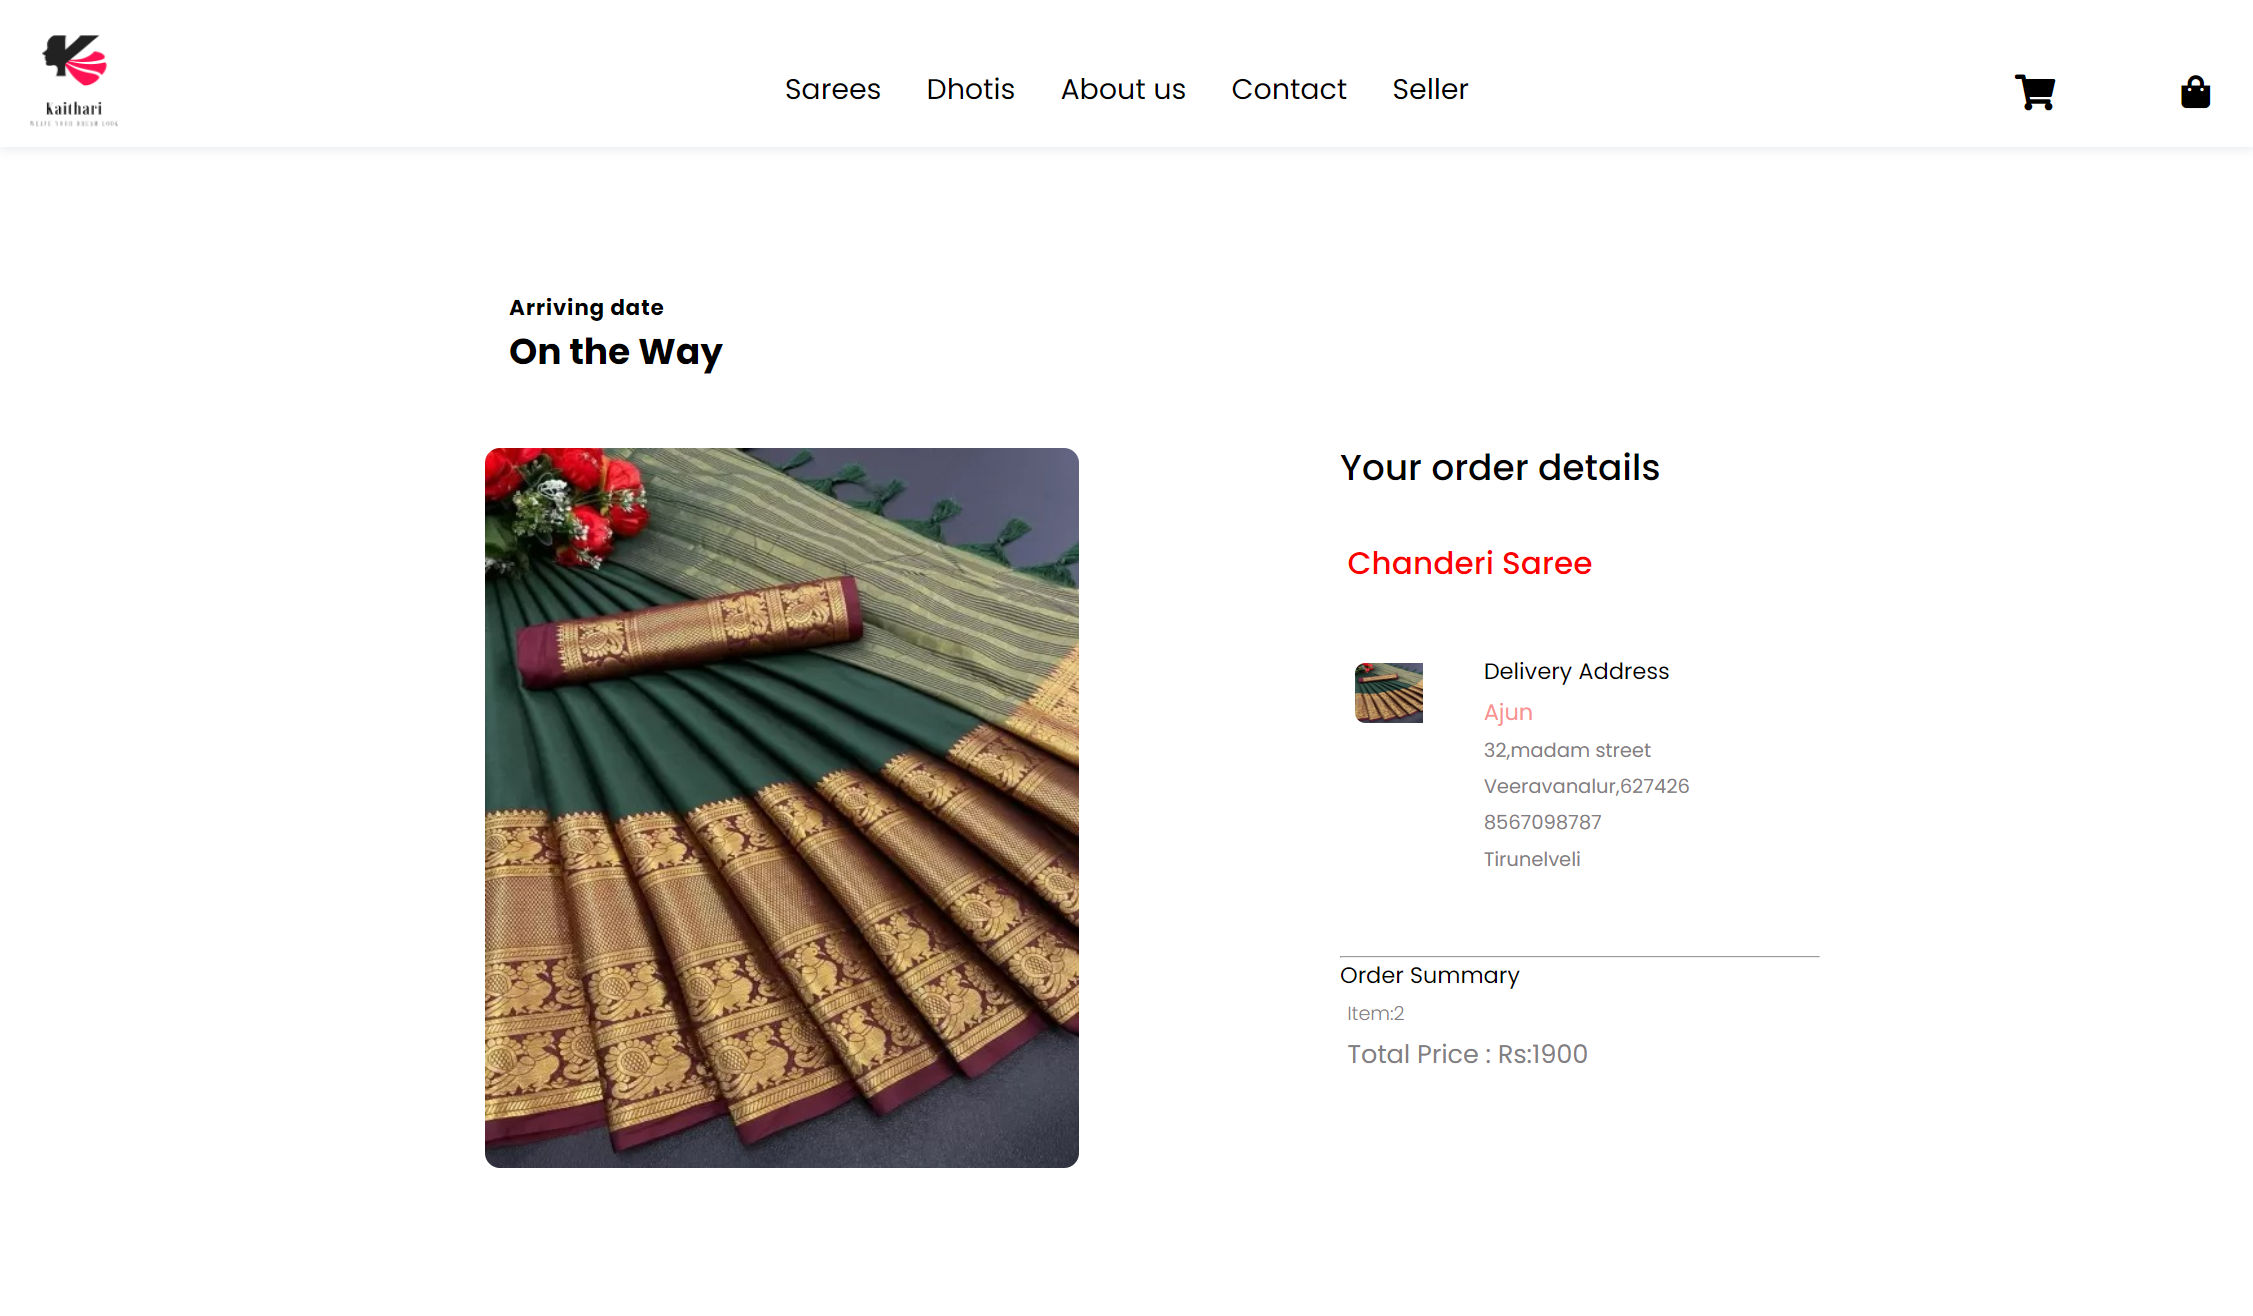 Kaithari
Sarees Dhotis About us Contact Seller
Arriving date
On the Way
Your order details
Chanderi Saree
Delivery Address
Ajun
32,madam street
Veeravanalur,627426
8567098787
Tirunelveli
Order Summary
Item:2
Total Price : Rs:1900